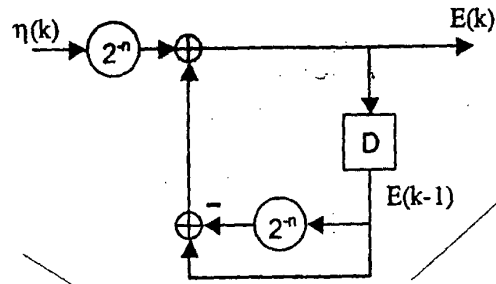 η(k)
2⁻ⁿ
E(k)
D
E(k-1)
2⁻ⁿ